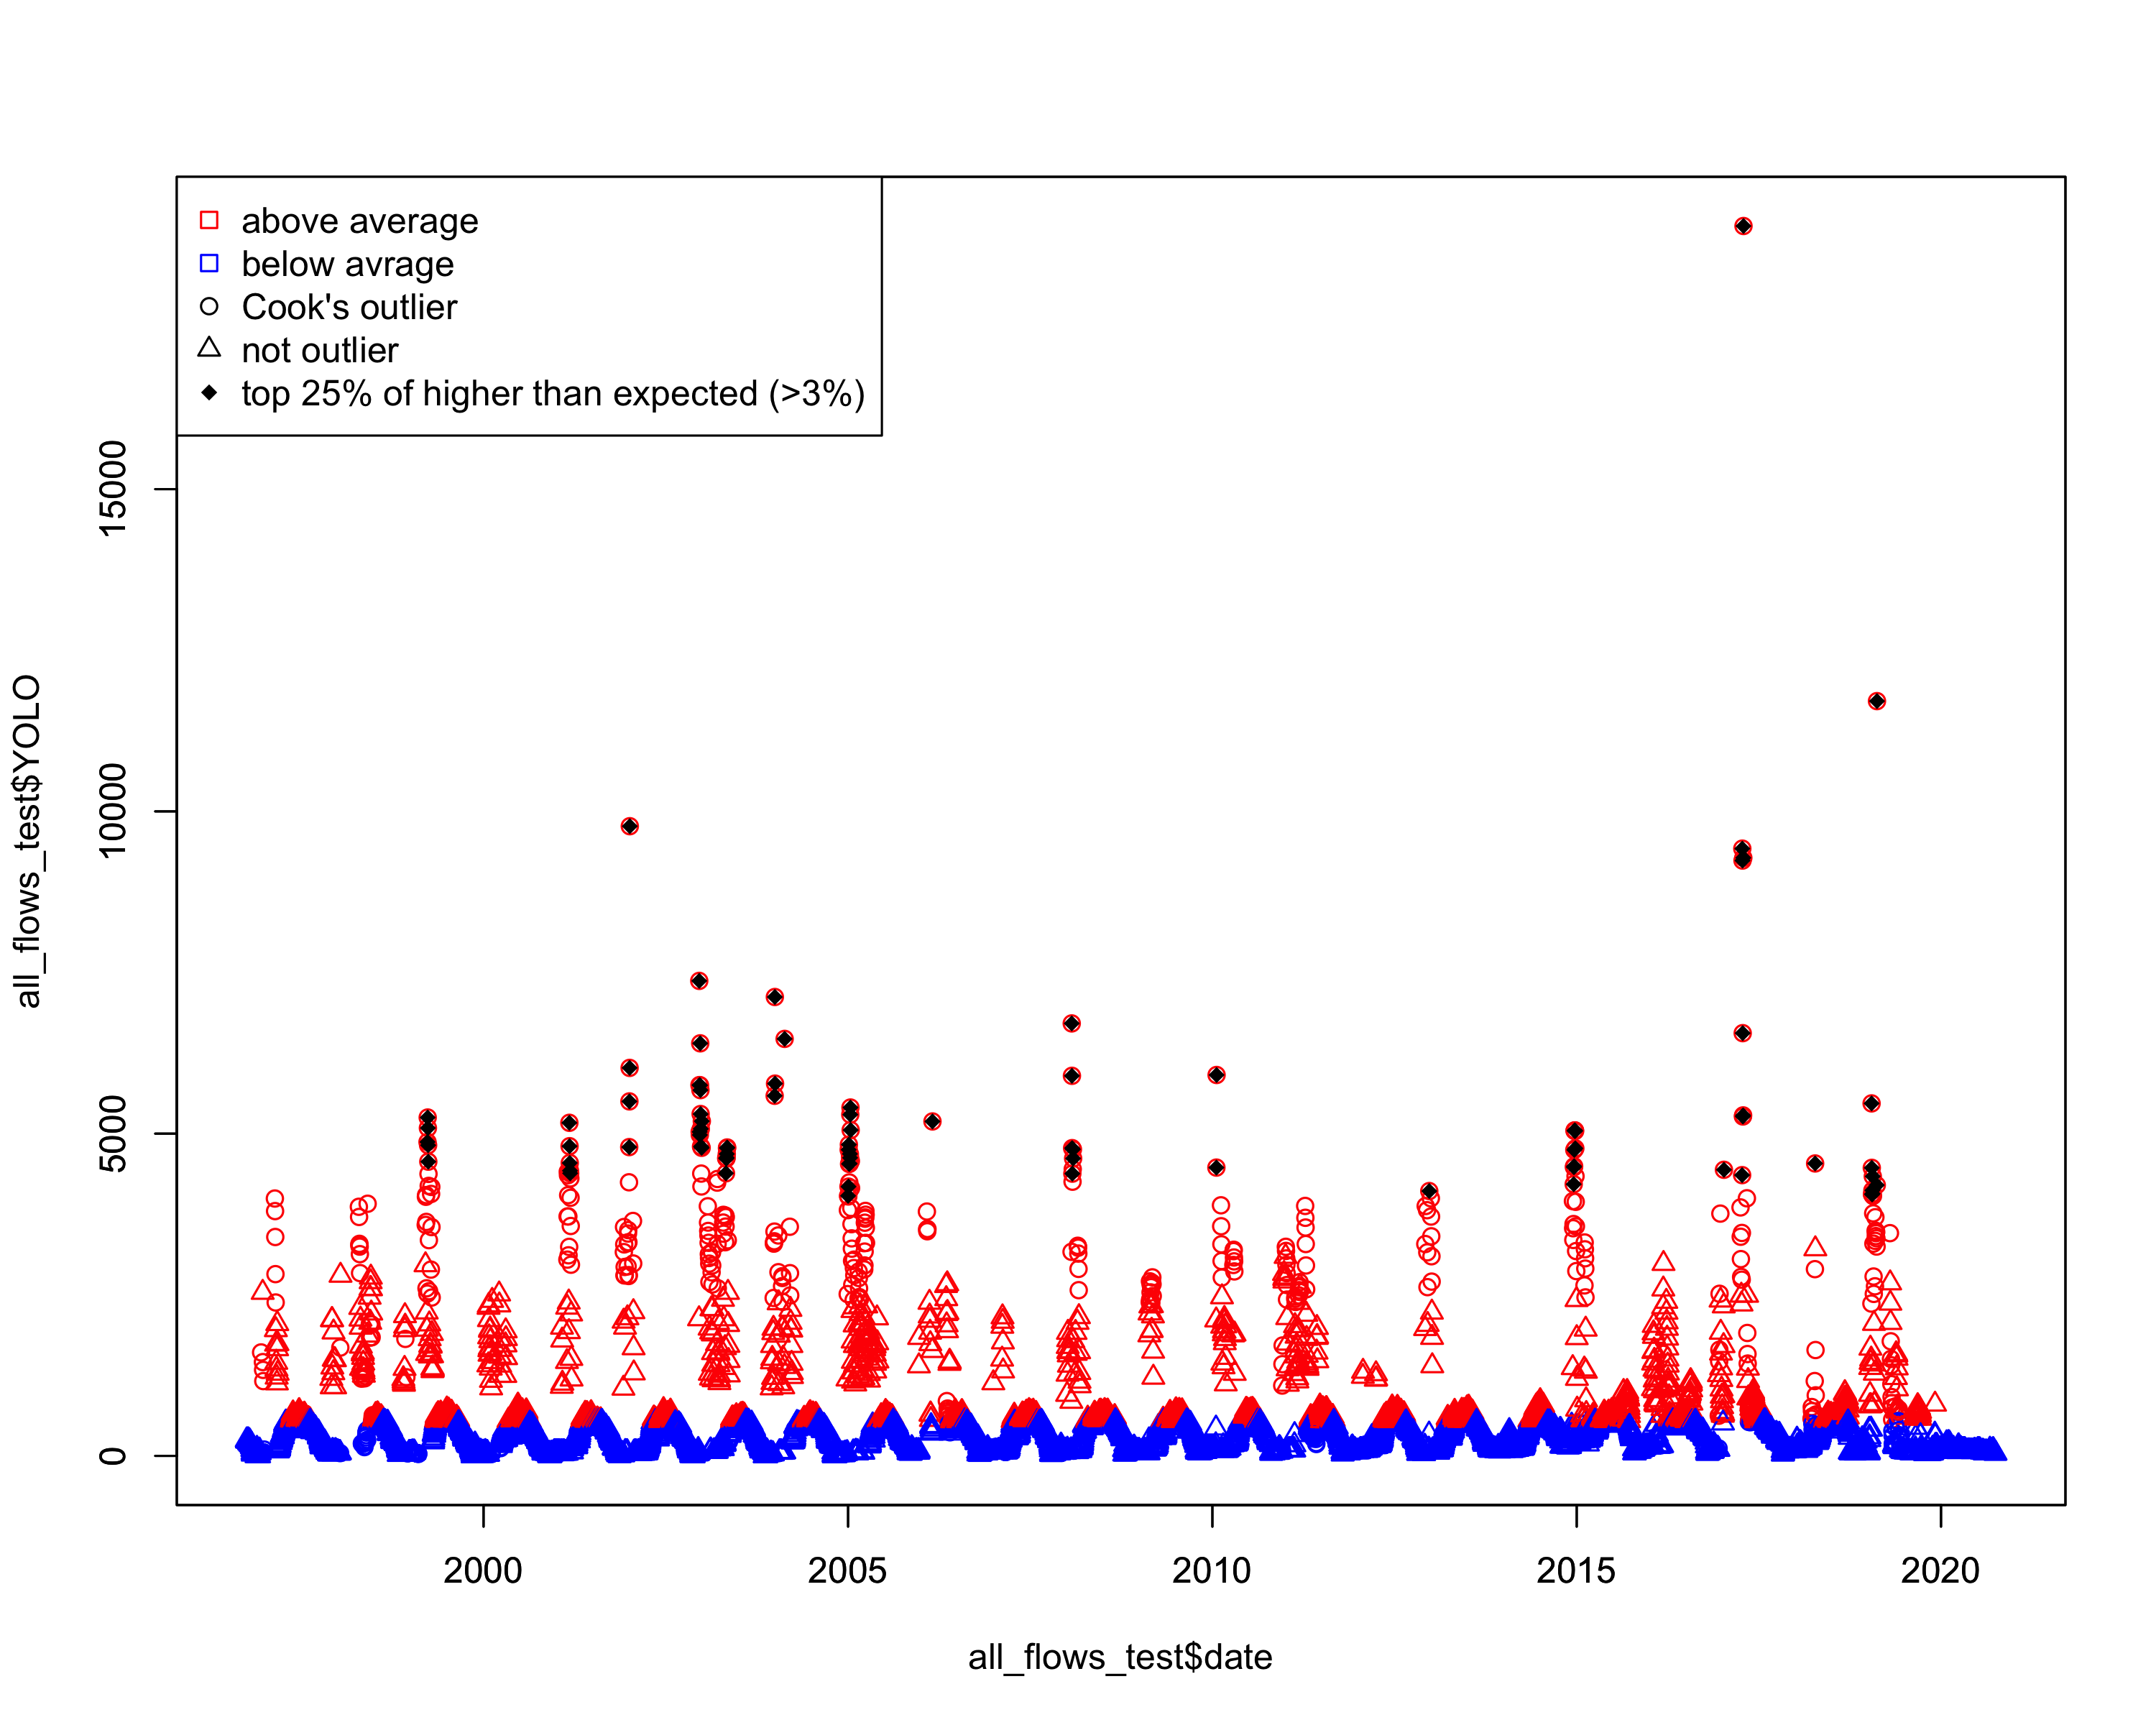 above average
below avrage
Cook's outlier
not outlier
top 25% of higher than expected (>3%)
all_flows_test$YOLO
15000
10000
5000
0
2000
2005
2010
2015
2020
all_flows_test$date